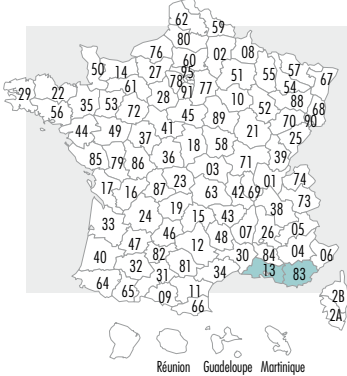 62 59
80
76 60 02 08
50 14 27 95 51 55 57 67
61 78 91 77 54
29 22 35 53 28 10 52 88 68
56 72 45 89 70 90
44 49 37 41 21 25
18 58
85 79 86 36 71 39
03
17 16 87 23 63 42 69 01 74
73
24 19 15 43 38
33 46 07 26 05
47 12 48
40 82 30 84 04 06
32 31 81 34 13 83
64 65 11
09 66
2B
2A
Réunion Guadeloupe Martinique